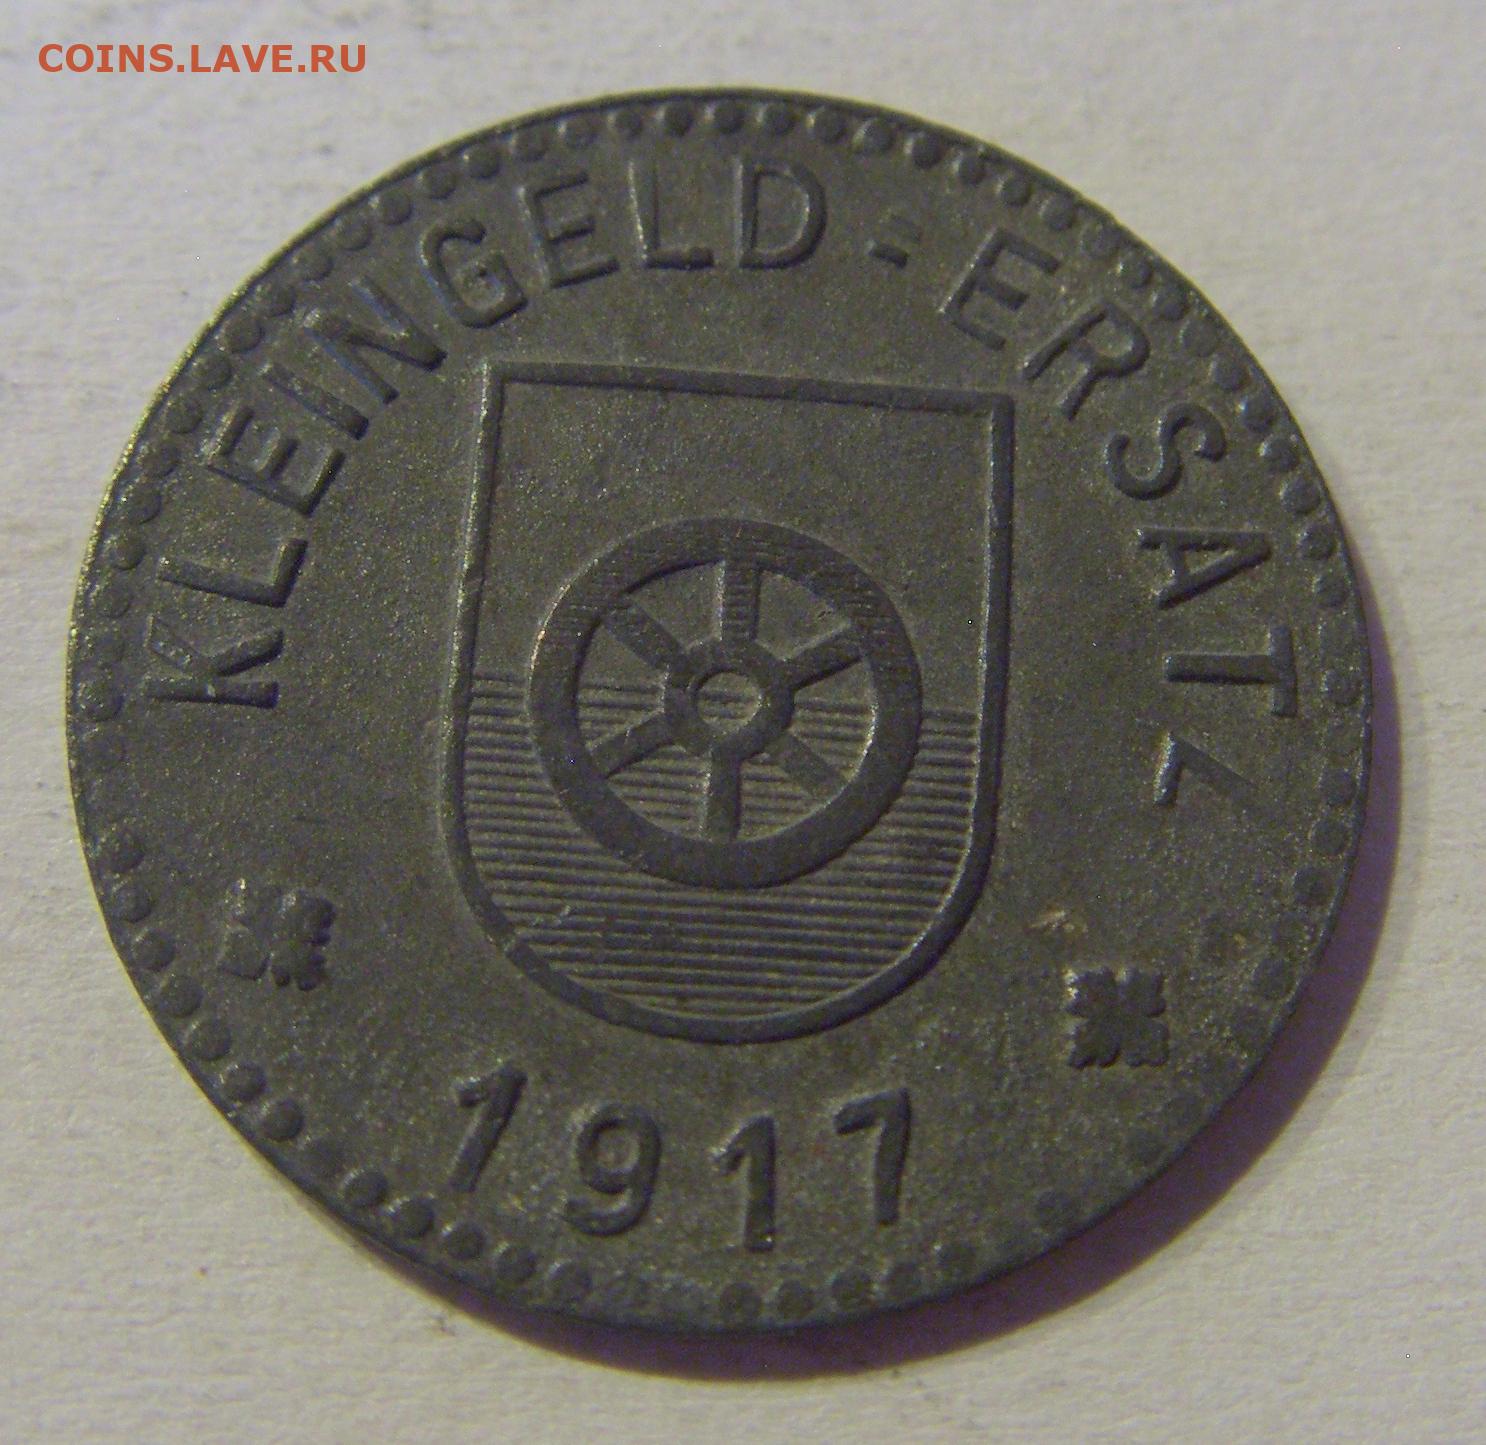 COINS.LAVE.RU
KLEINGELD-ERSATZ
1917